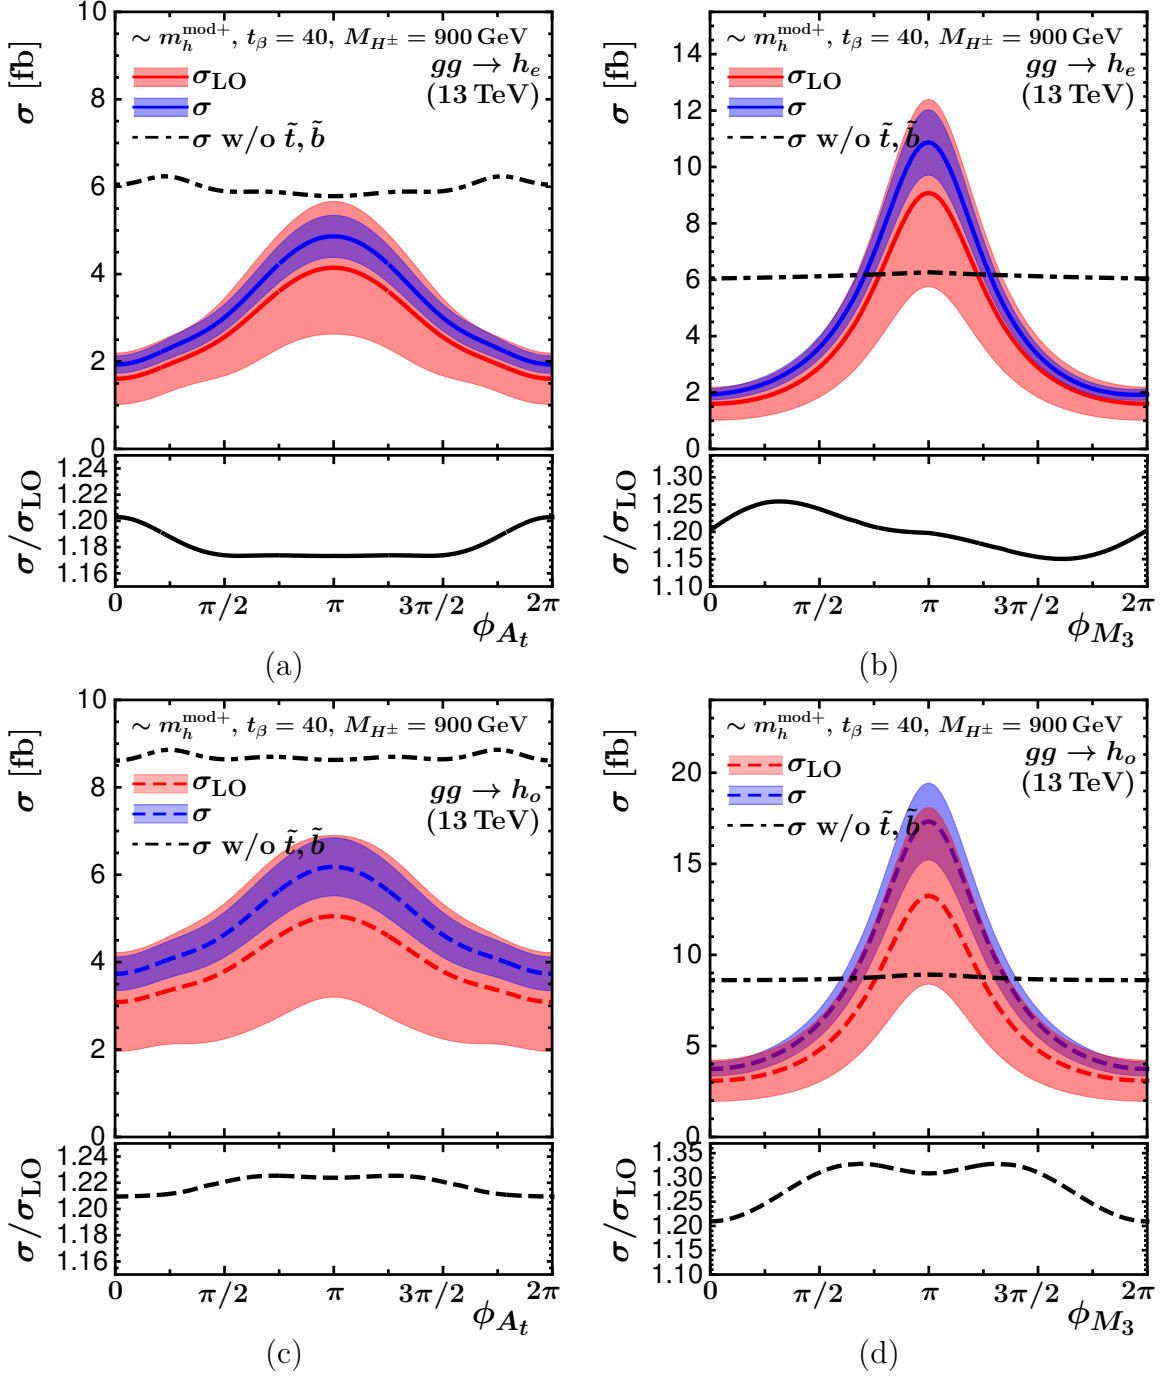 10
8
6
4
2
0
σ [fb]
∼ m_h^mod+, t_β = 40, M_H± = 900 GeV
σ_LO
σ
σ w/o t̃, b̃
gg → h_e
(13 TeV)
1.24
1.22
1.20
1.18
1.16
σ/σ_LO
0 π/2 π 3π/2 2π
ϕ_A_t
(a)
14
12
10
8
6
4
2
0
σ [fb]
∼ m_h^mod+, t_β = 40, M_H± = 900 GeV
σ_LO
σ
σ w/o t̃, b̃
gg → h_e
(13 TeV)
1.30
1.25
1.20
1.15
1.10
σ/σ_LO
0 π/2 π 3π/2 2π
ϕ_M_3
(b)
10
8
6
4
2
0
σ [fb]
∼ m_h^mod+, t_β = 40, M_H± = 900 GeV
σ_LO
σ
σ w/o t̃, b̃
gg → h_o
(13 TeV)
1.24
1.22
1.20
1.18
1.16
σ/σ_LO
0 π/2 π 3π/2 2π
ϕ_A_t
(c)
20
15
10
5
0
σ [fb]
∼ m_h^mod+, t_β = 40, M_H± = 900 GeV
σ_LO
σ
σ w/o t̃, b̃
gg → h_o
(13 TeV)
1.35
1.30
1.25
1.20
1.15
1.10
σ/σ_LO
0 π/2 π 3π/2 2π
ϕ_M_3
(d)